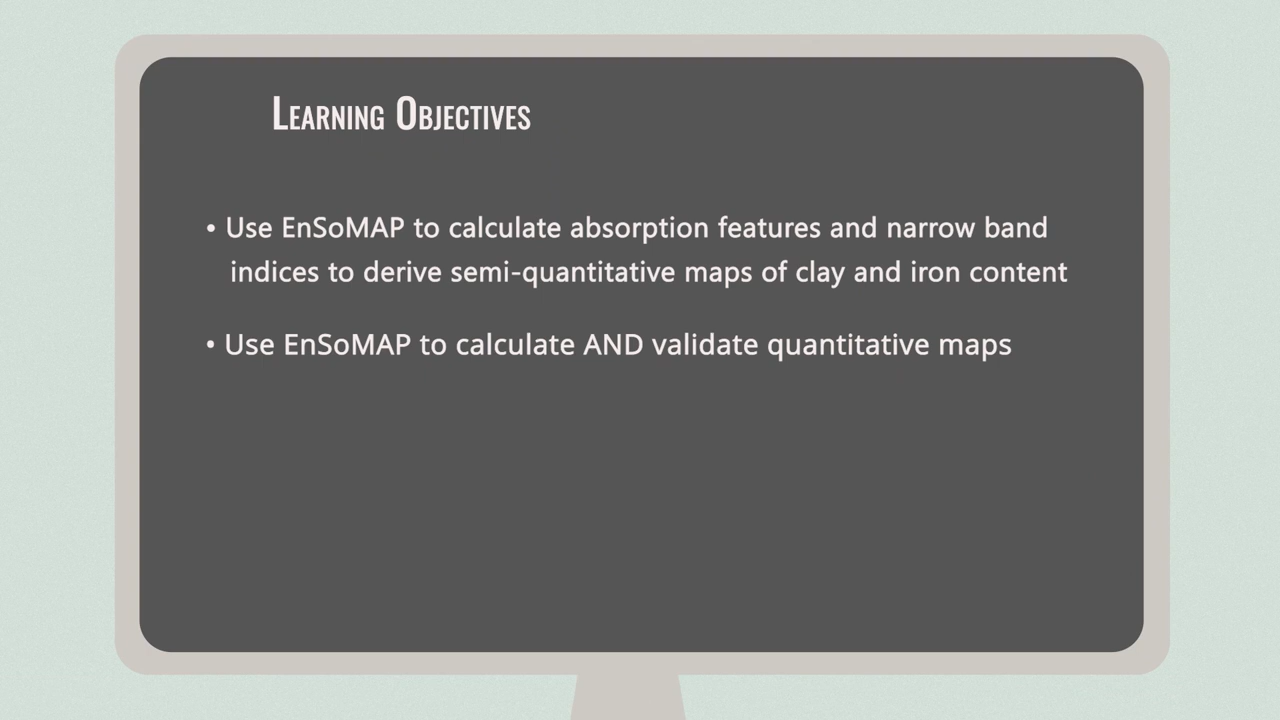 Learning Objectives
• Use EnSoMAP to calculate absorption features and narrow band
indices to derive semi-quantitative maps of clay and iron content
• Use EnSoMAP to calculate AND validate quantitative maps